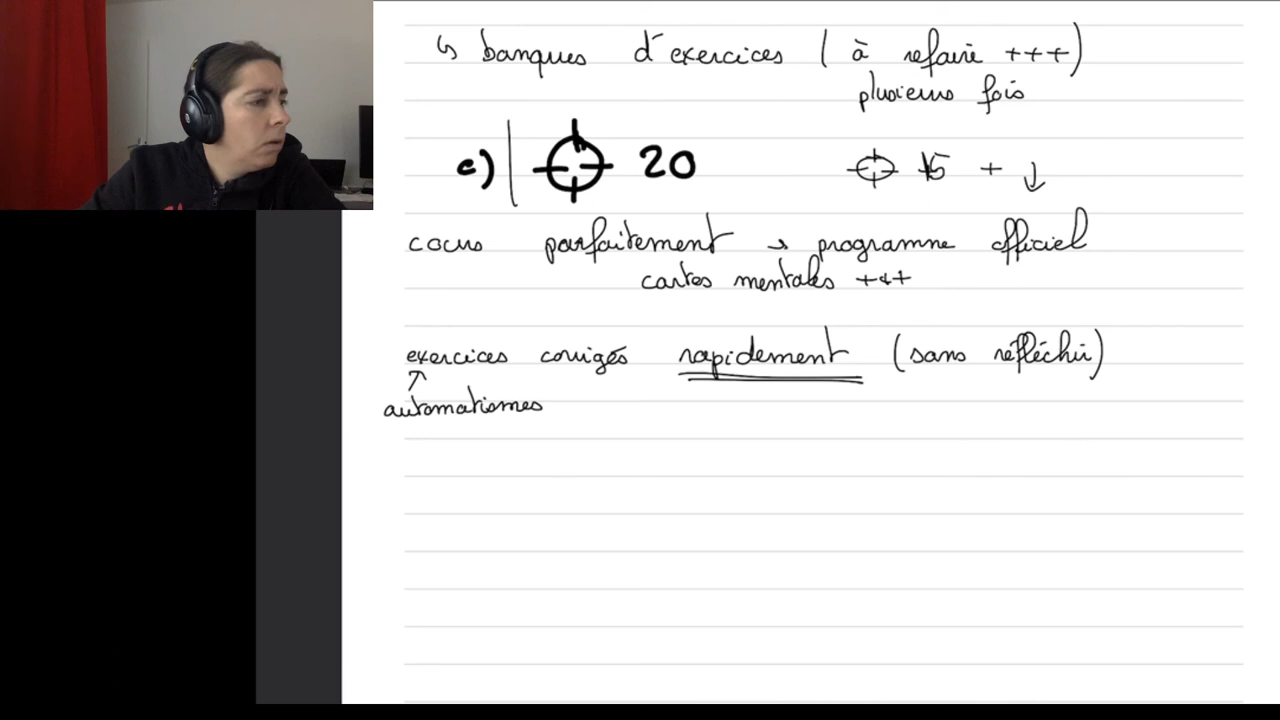 ↳ banques d'exercices ( à refaire +++)
plusieurs fois
c) 20 15 + ↓
cours parfaitement → programme officiel
cartes mentales +++
exercices corrigés rapidement (sans réfléchir)
↑
automatismes